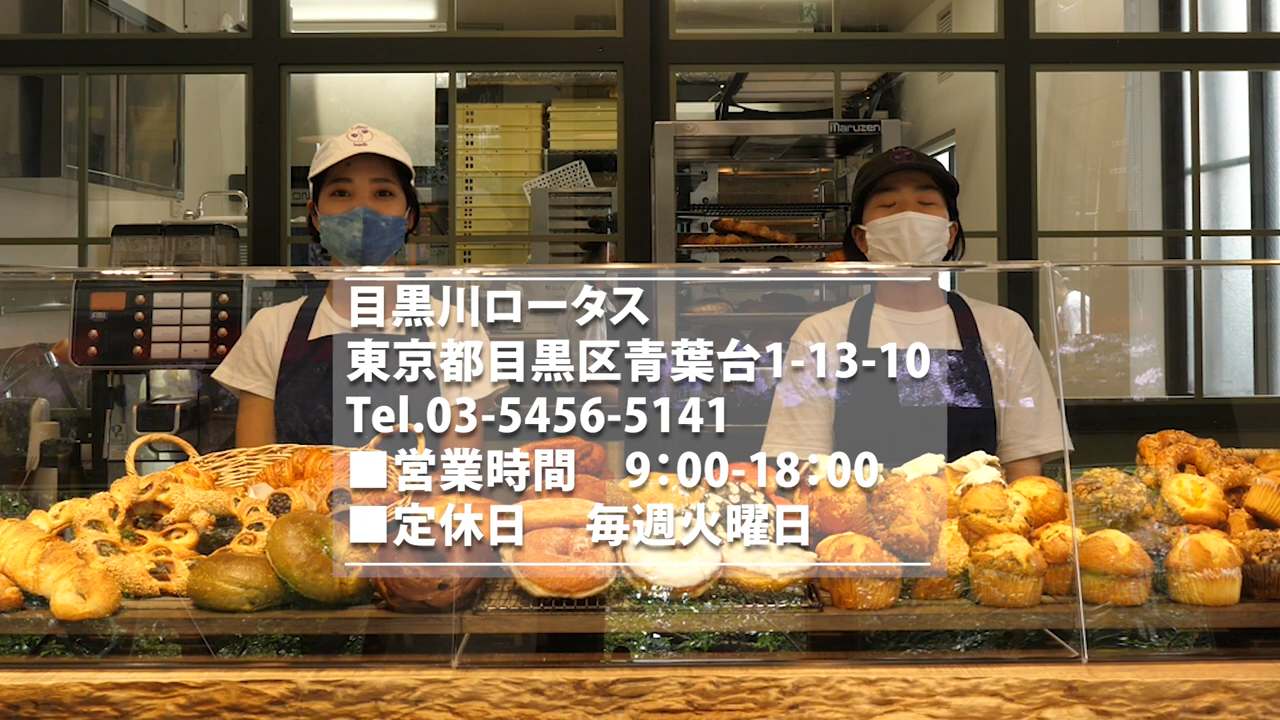 maruzen
目黒川ロータス
東京都目黒区青葉台1-13-10
Tel.03-5456-5141
■営業時間　9：00-18：00
■定休日　毎週火曜日